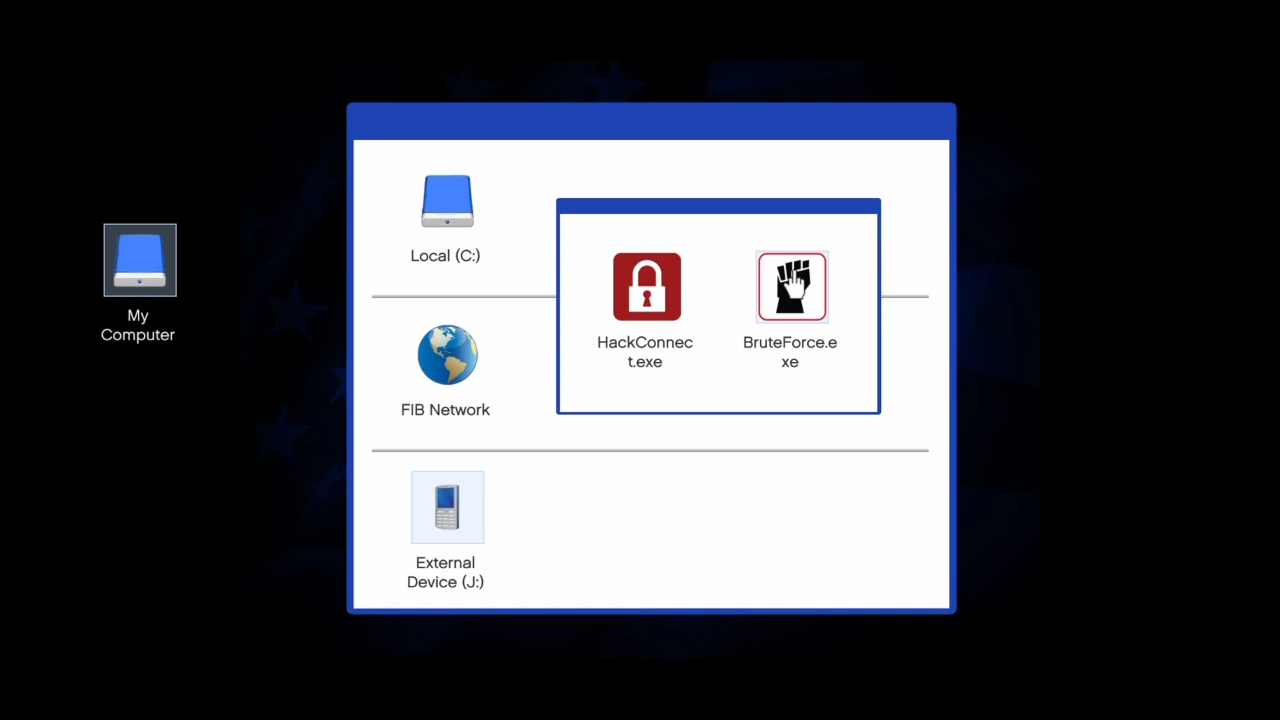 My
Computer
Local (C:)
HackConnec
t.exe
BruteForce.e
xe
FIB Network
External
Device (J:)